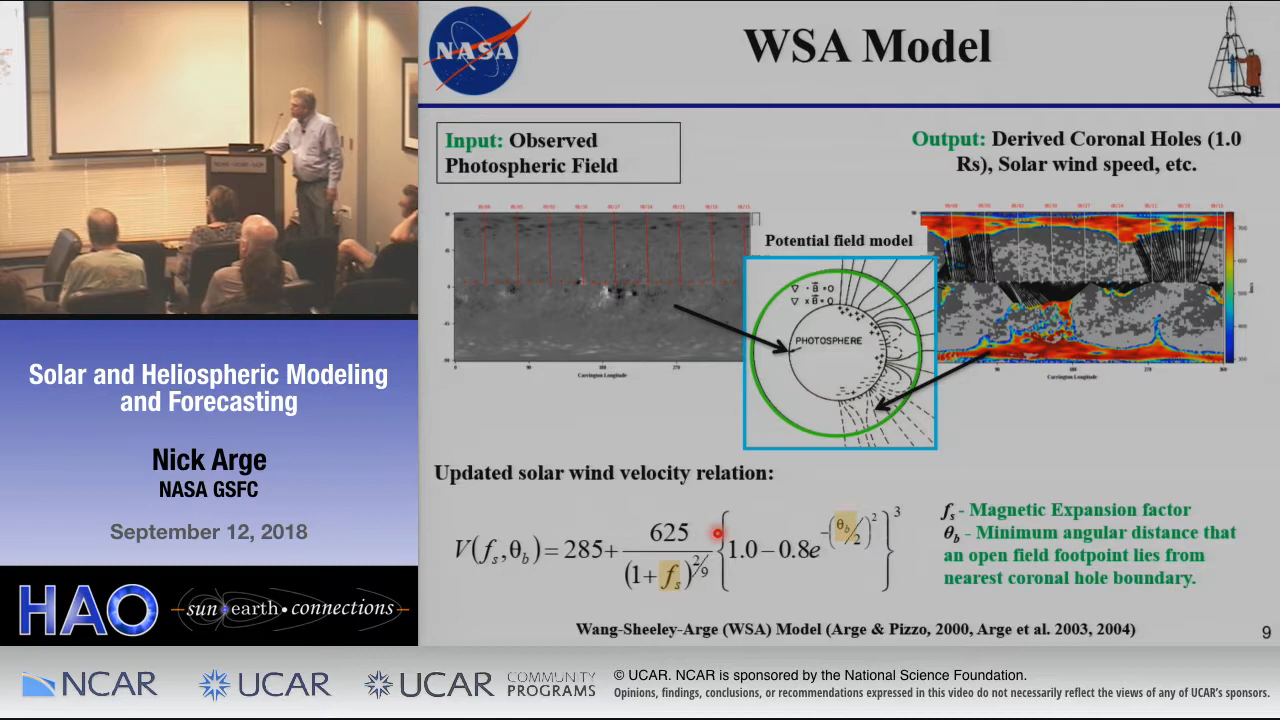 NCAR • UCAR • UCP
NASA
WSA Model
Input: Observed
Photospheric Field
Output: Derived Coronal Holes (1.0
Rs), Solar wind speed, etc.
Potential field model
▽ · B = 0
▽ x B = 0
PHOTOSPHERE
Carrington Longitude
Carrington Longitude
Updated solar wind velocity relation:
V(fs,θb) = 285+ 625/(1+fs)^2/9 {1.0−0.8e^−(θb/2)^2}^3
fs - Magnetic Expansion factor
θb - Minimum angular distance that
an open field footpoint lies from
nearest coronal hole boundary.
Wang-Sheeley-Arge (WSA) Model (Arge & Pizzo, 2000, Arge et al. 2003, 2004)
9
Solar and Heliospheric Modeling
and Forecasting
Nick Arge
NASA GSFC
September 12, 2018
HAO
sun • earth • connections
NCAR
UCAR
UCAR
COMMUNITY
PROGRAMS
© UCAR. NCAR is sponsored by the National Science Foundation.
Opinions, findings, conclusions, or recommendations expressed in this video do not necessarily reflect the views of any of UCAR's sponsors.